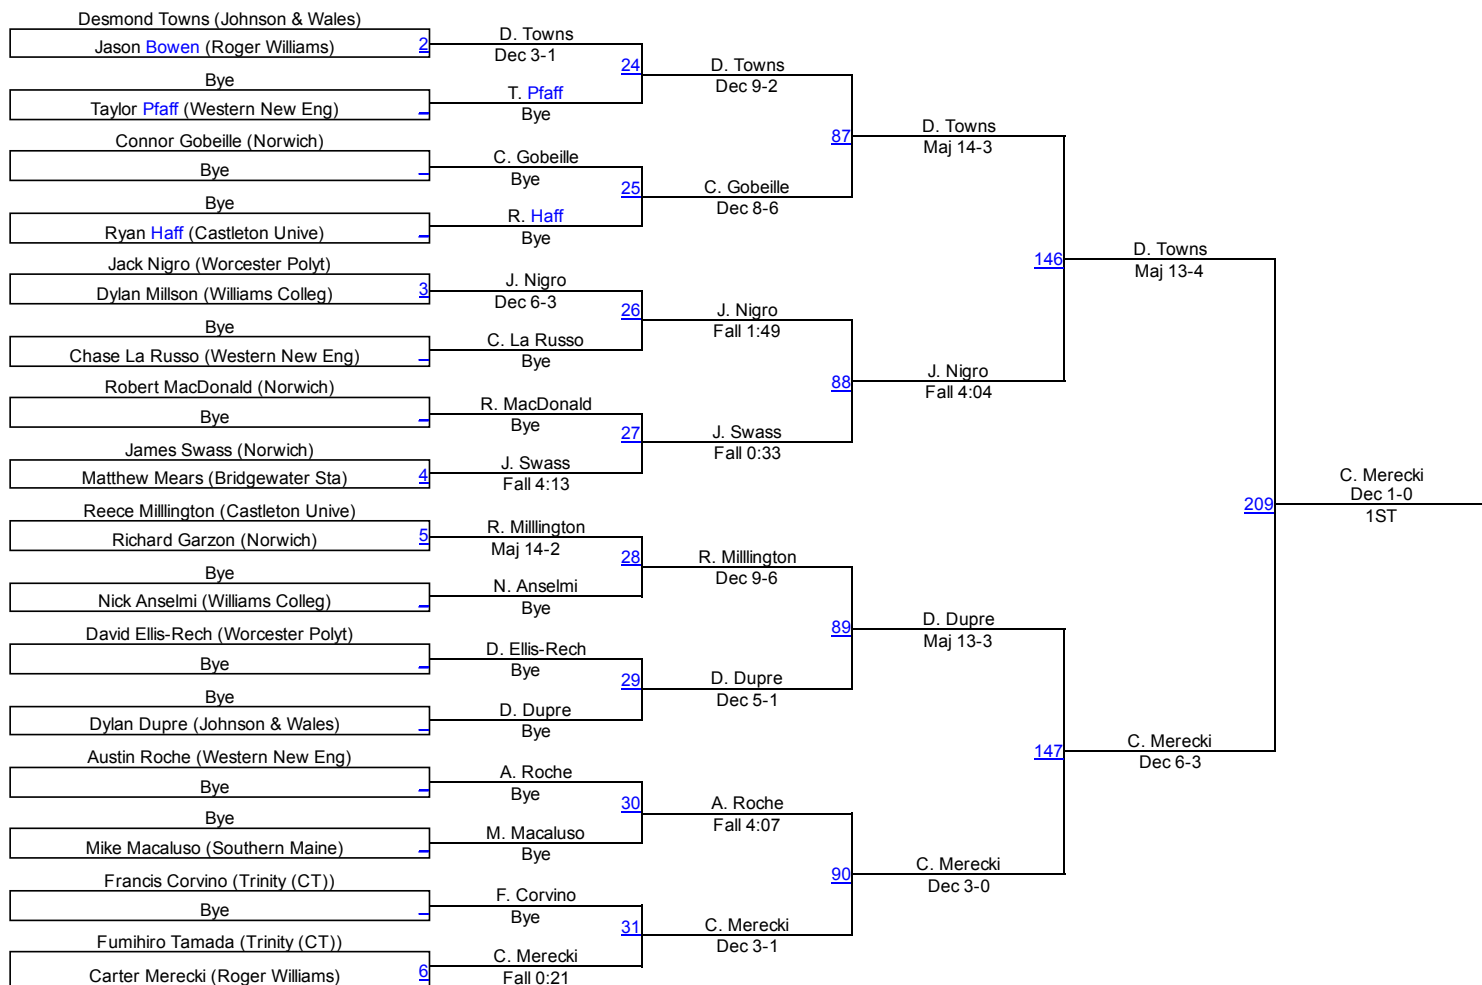 Desmond Towns (Johnson & Wales)
Jason Bowen (Roger Williams) 2
Bye
Taylor Pfaff (Western New Eng)
Connor Gobeille (Norwich)
Bye
Bye
Ryan Haff (Castleton Unive)
Jack Nigro (Worcester Polyt)
Dylan Millson (Williams Colleg) 3
Bye
Chase La Russo (Western New Eng)
Robert MacDonald (Norwich)
Bye
James Swass (Norwich)
Matthew Mears (Bridgewater Sta) 4
Reece Milllington (Castleton Unive)
Richard Garzon (Norwich) 5
Bye
Nick Anselmi (Williams Colleg)
David Ellis-Rech (Worcester Polyt)
Bye
Bye
Dylan Dupre (Johnson & Wales)
Austin Roche (Western New Eng)
Bye
Bye
Mike Macaluso (Southern Maine)
Francis Corvino (Trinity (CT))
Bye
Fumihiro Tamada (Trinity (CT))
Carter Merecki (Roger Williams) 6
D. Towns
Dec 3-1
24
T. Pfaff
Bye
C. Gobeille
Bye
25
R. Haff
Bye
J. Nigro
Dec 6-3
26
C. La Russo
Bye
R. MacDonald
Bye
27
J. Swass
Fall 4:13
R. Milllington
Maj 14-2
28
N. Anselmi
Bye
D. Ellis-Rech
Bye
29
D. Dupre
Bye
A. Roche
Bye
30
M. Macaluso
Bye
F. Corvino
Bye
31
C. Merecki
Fall 0:21
D. Towns
Dec 9-2
87
C. Gobeille
Dec 8-6
J. Nigro
Fall 1:49
88
J. Swass
Fall 0:33
R. Milllington
Dec 9-6
89
D. Dupre
Dec 5-1
A. Roche
Fall 4:07
90
C. Merecki
Dec 3-1
D. Towns
Maj 14-3
146
J. Nigro
Fall 4:04
D. Dupre
Maj 13-3
147
C. Merecki
Dec 3-0
D. Towns
Maj 13-4
209
C. Merecki
Dec 6-3
C. Merecki
Dec 1-0
1ST